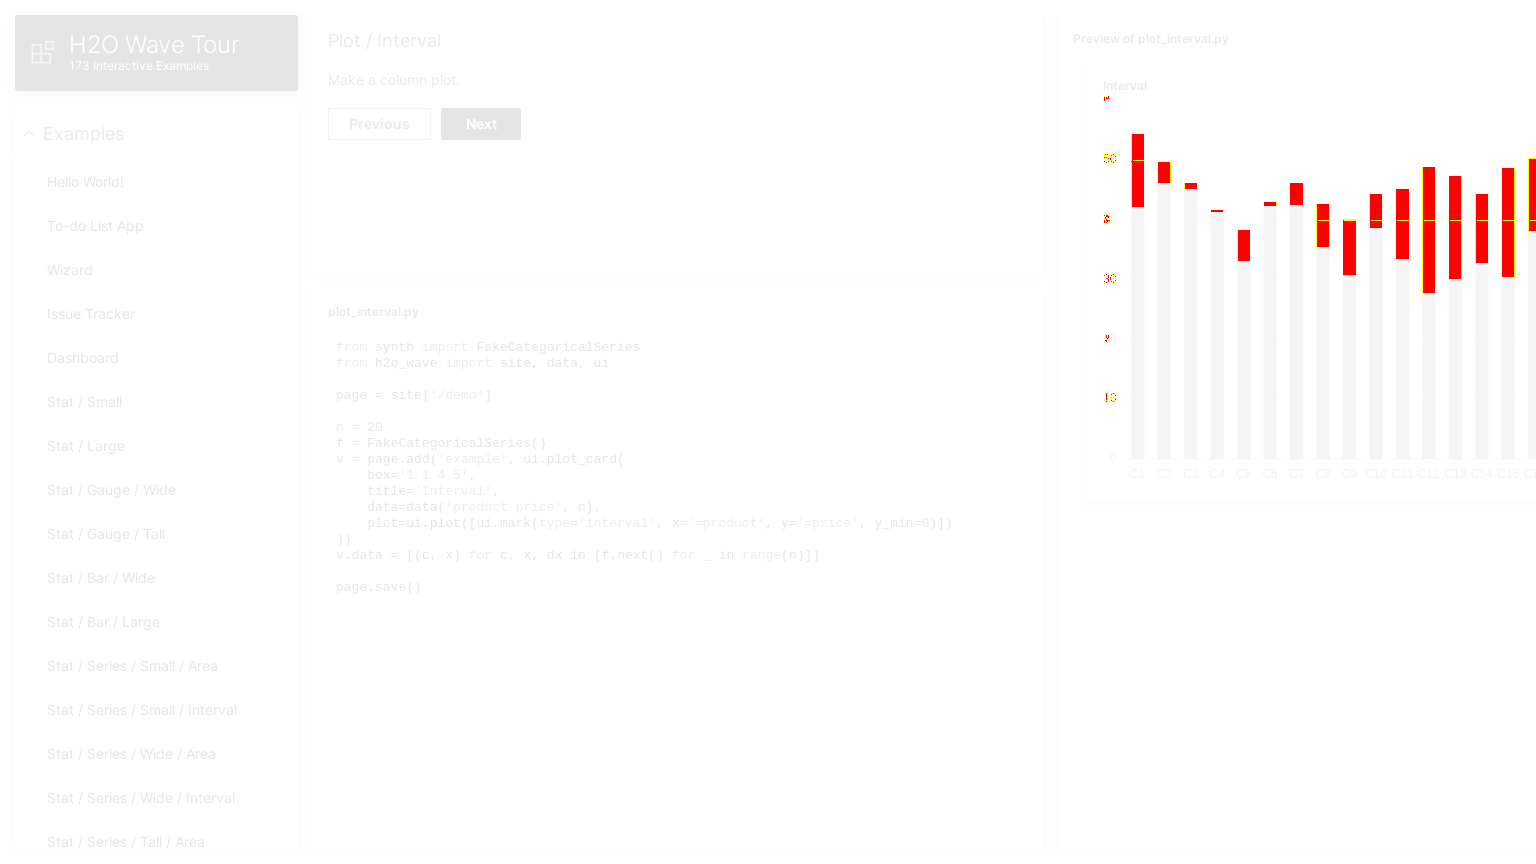 H2O Wave Tour
173 Interactive Examples
Examples
Hello World!
To-do List App
Wizard
Issue Tracker
Dashboard
Stat / Small
Stat / Large
Stat / Gauge / Wide
Stat / Gauge / Tall
Stat / Bar / Wide
Stat / Bar / Large
Stat / Series / Small / Area
Stat / Series / Small / Interval
Stat / Series / Wide / Area
Stat / Series / Wide / Interval
Stat / Series / Tall / Area
Plot / Interval
Make a column plot.
Previous
Next
plot_interval.py
from synth import FakeCategoricalSeries
from h2o_wave import site, data, ui
page = site['/demo']
n = 20
f = FakeCategoricalSeries()
v = page.add('example', ui.plot_card(
box='1 1 4 5',
title='Interval',
data=data('product price', n),
plot=ui.plot([ui.mark(type='interval', x='=product', y='=price', y_min=0)])
))
v.data = [(c, x) for c, x, dx in [f.next() for _ in range(n)]]
page.save()
Preview of plot_interval.py
Interval
50
30
10
0
C1 C2 C3 C4 C5 C6 C7 C8 C9 C10 C11 C12 C13 C14 C15